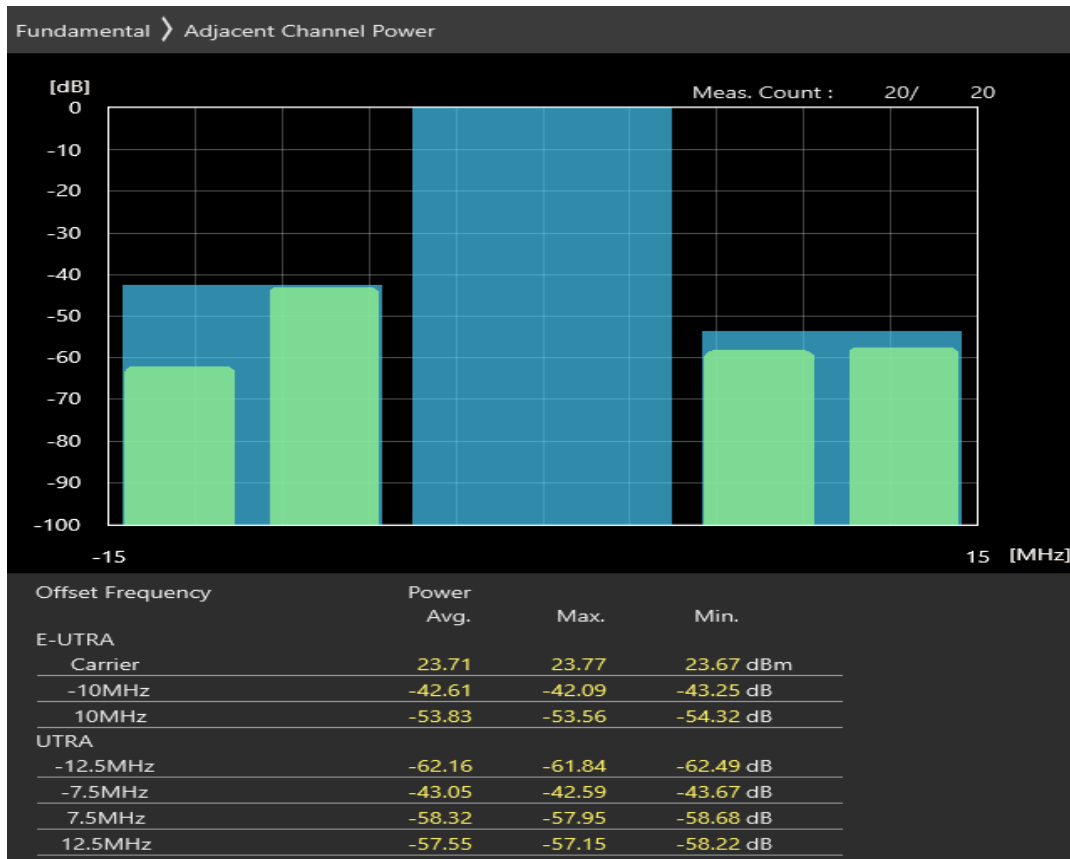 Fundamental ❯ Adjacent Channel Power
[dB]
Meas. Count : 20/ 20
0
-10
-20
-30
-40
-50
-60
-70
-80
-90
-100
-15 15 [MHz]
Offset Frequency Power
Avg. Max. Min.
E-UTRA
Carrier 23.71 23.77 23.67 dBm
-10MHz -42.61 -42.09 -43.25 dB
10MHz -53.83 -53.56 -54.32 dB
UTRA
-12.5MHz -62.16 -61.84 -62.49 dB
-7.5MHz -43.05 -42.59 -43.67 dB
7.5MHz -58.32 -57.95 -58.68 dB
12.5MHz -57.55 -57.15 -58.22 dB